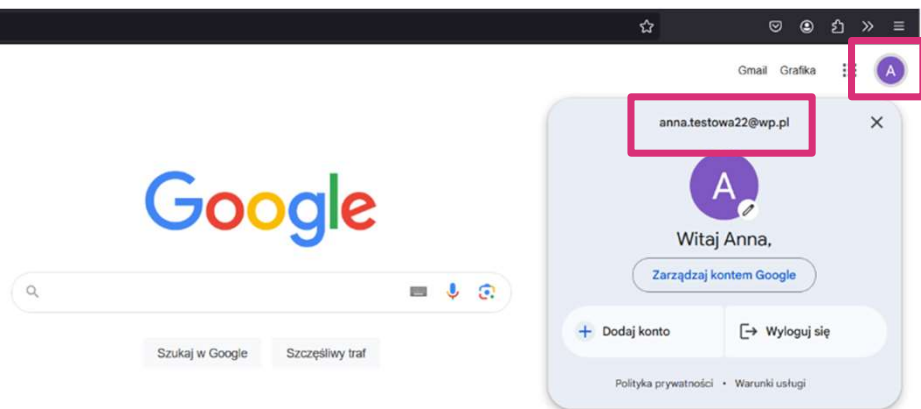 Gmail Grafika
A
anna.testowa22@wp.pl
A
Google
Witaj Anna,
Zarządzaj kontem Google
Dodaj konto
Wyloguj się
Szukaj w Google Szczęśliwy traf
Polityka prywatności • Warunki usługi